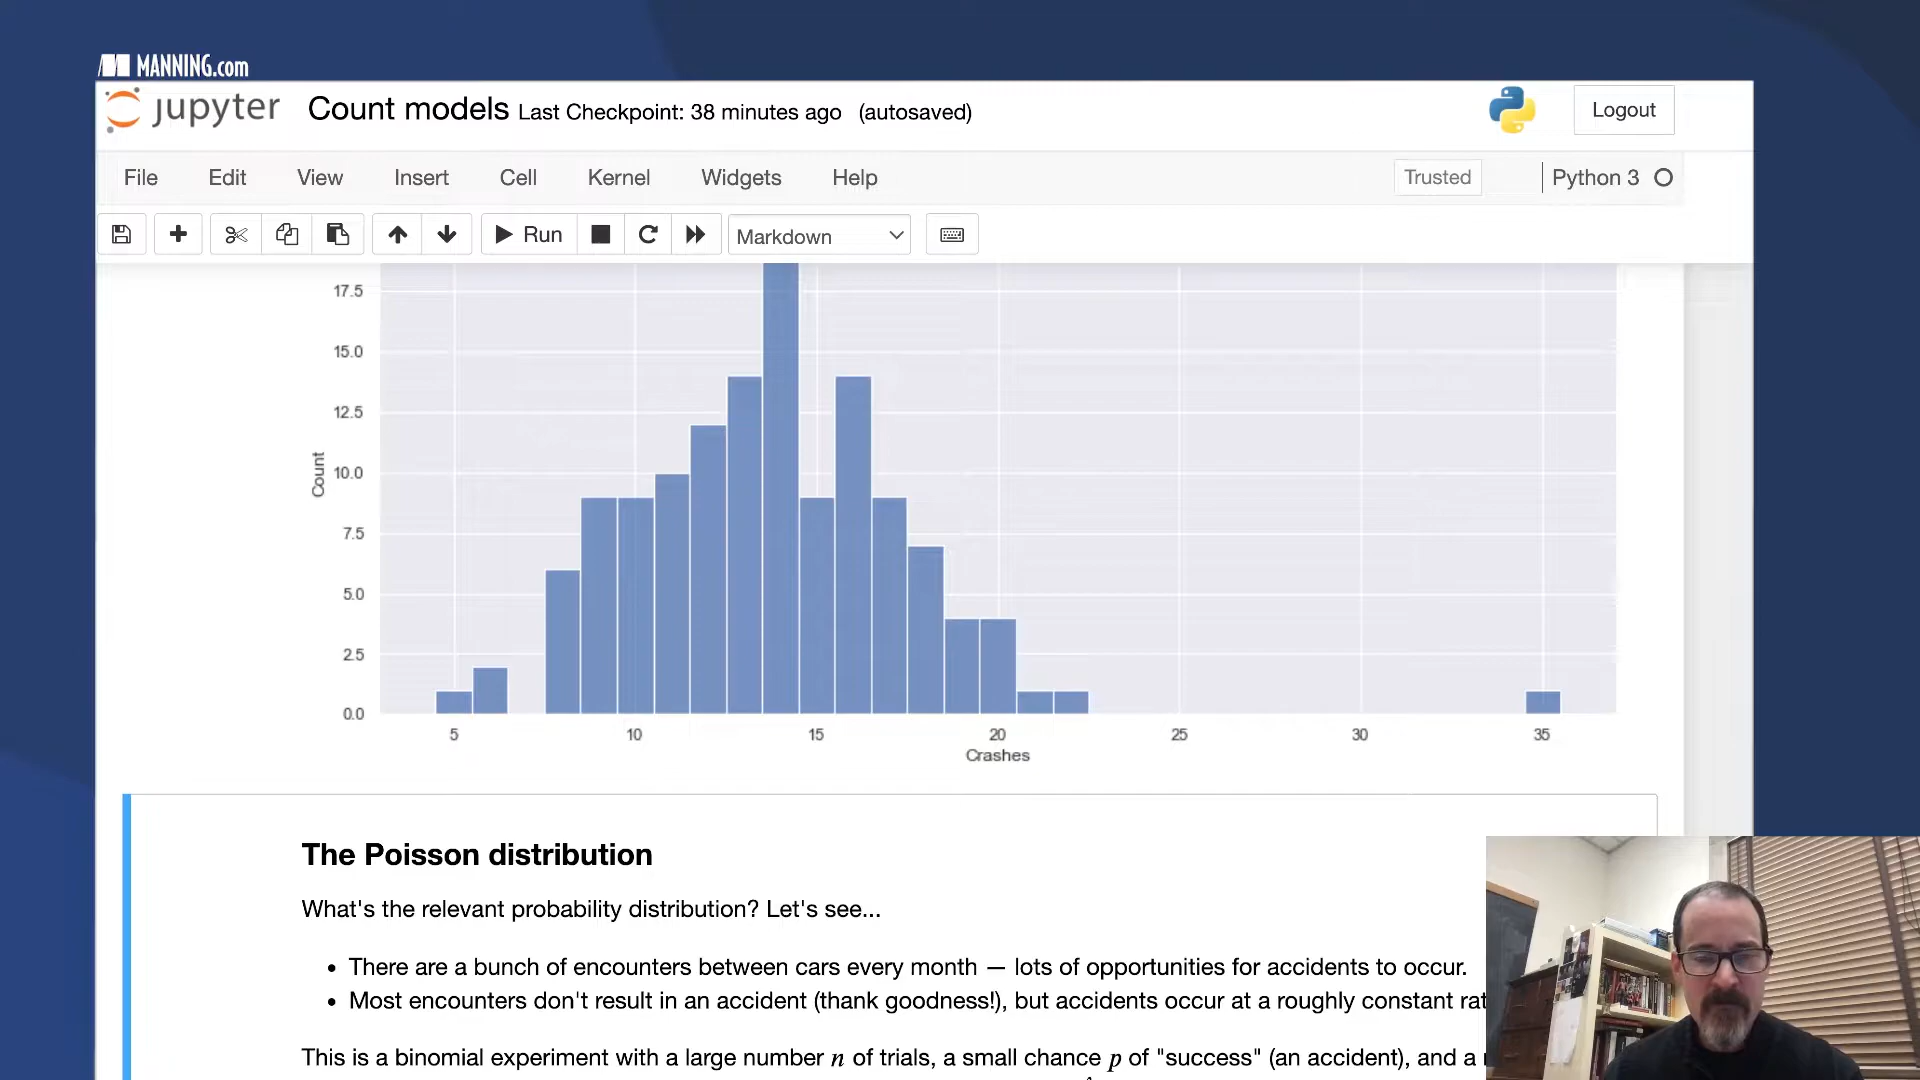 MANNING.com
jupyter Count models Last Checkpoint: 38 minutes ago (autosaved) Logout
File Edit View Insert Cell Kernel Widgets Help Trusted Python 3
Run Markdown
17.5
15.0
12.5
10.0
7.5
5.0
2.5
0.0
Count
5 10 15 20 25 30 35
Crashes
The Poisson distribution
What's the relevant probability distribution? Let's see...
• There are a bunch of encounters between cars every month — lots of opportunities for accidents to occur.
• Most encounters don't result in an accident (thank goodness!), but accidents occur at a roughly constant
This is a binomial experiment with a large number n of trials, a small chance p of "success" (an accident), and a